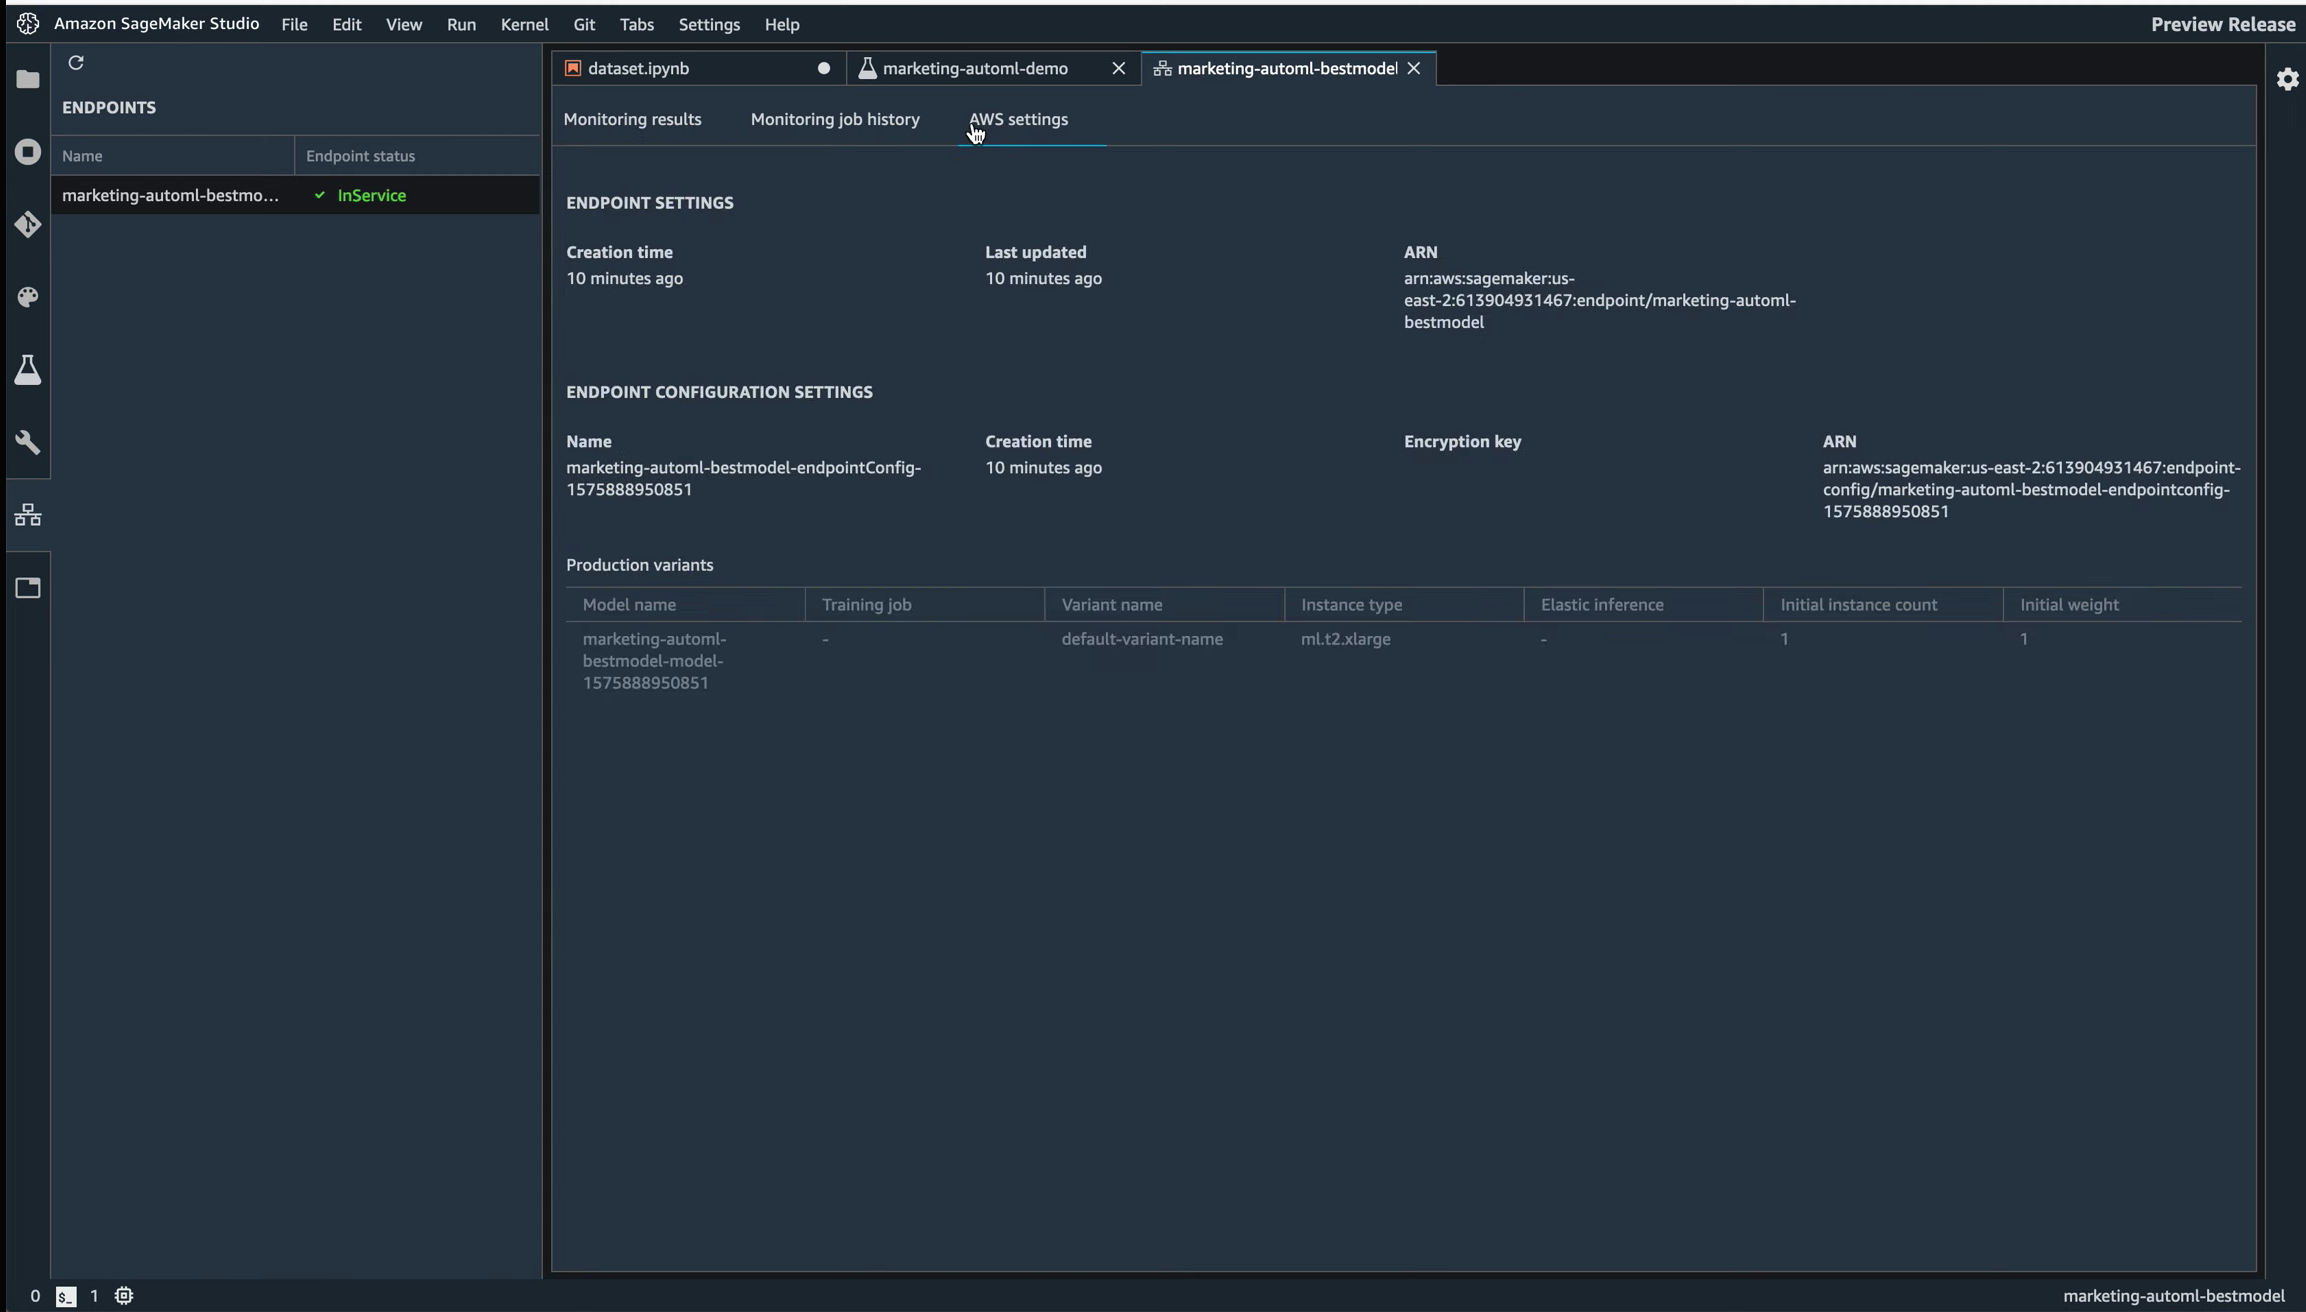 Amazon SageMaker Studio File Edit View Run Kernel Git Tabs Settings Help Preview Release
dataset.ipynb marketing-automl-demo marketing-automl-bestmodel
ENDPOINTS
Name Endpoint status
marketing-automl-bestmo... InService
Monitoring results Monitoring job history AWS settings
ENDPOINT SETTINGS
Creation time
10 minutes ago
Last updated
10 minutes ago
ARN
arn:aws:sagemaker:us-
east-2:613904931467:endpoint/marketing-automl-
bestmodel
ENDPOINT CONFIGURATION SETTINGS
Name
marketing-automl-bestmodel-endpointConfig-
1575888950851
Creation time
10 minutes ago
Encryption key
ARN
arn:aws:sagemaker:us-east-2:613904931467:endpoint-
config/marketing-automl-bestmodel-endpointconfig-
1575888950851
Production variants
Model name Training job Variant name Instance type Elastic inference Initial instance count Initial weight
marketing-automl- - default-variant-name ml.t2.xlarge - 1 1
bestmodel-model-
1575888950851
0 $_ 1 marketing-automl-bestmodel